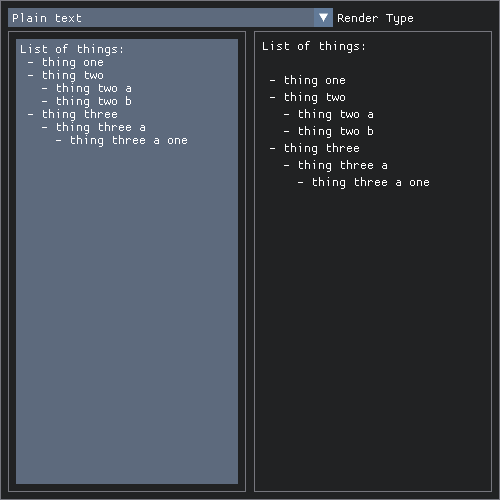 Plain text Render Type
List of things:
 - thing one
 - thing two
   - thing two a
   - thing two b
 - thing three
   - thing three a
     - thing three a one
List of things:

 - thing one
 - thing two
   - thing two a
   - thing two b
 - thing three
   - thing three a
     - thing three a one